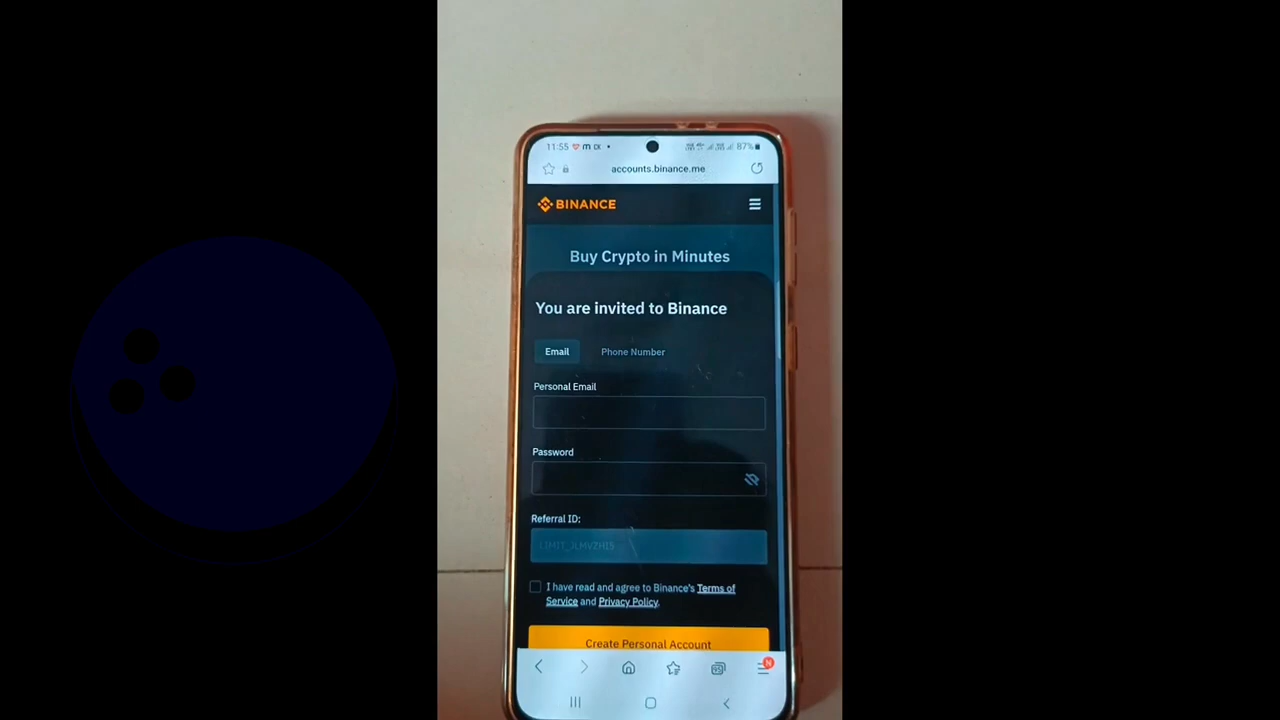 11:55
87%
accounts.binance.me
BINANCE
Buy Crypto in Minutes
You are invited to Binance
Email Phone Number
Personal Email
Password
Referral ID:
I have read and agree to Binance's Terms of
Service and Privacy Policy.
Create Personal Account
N